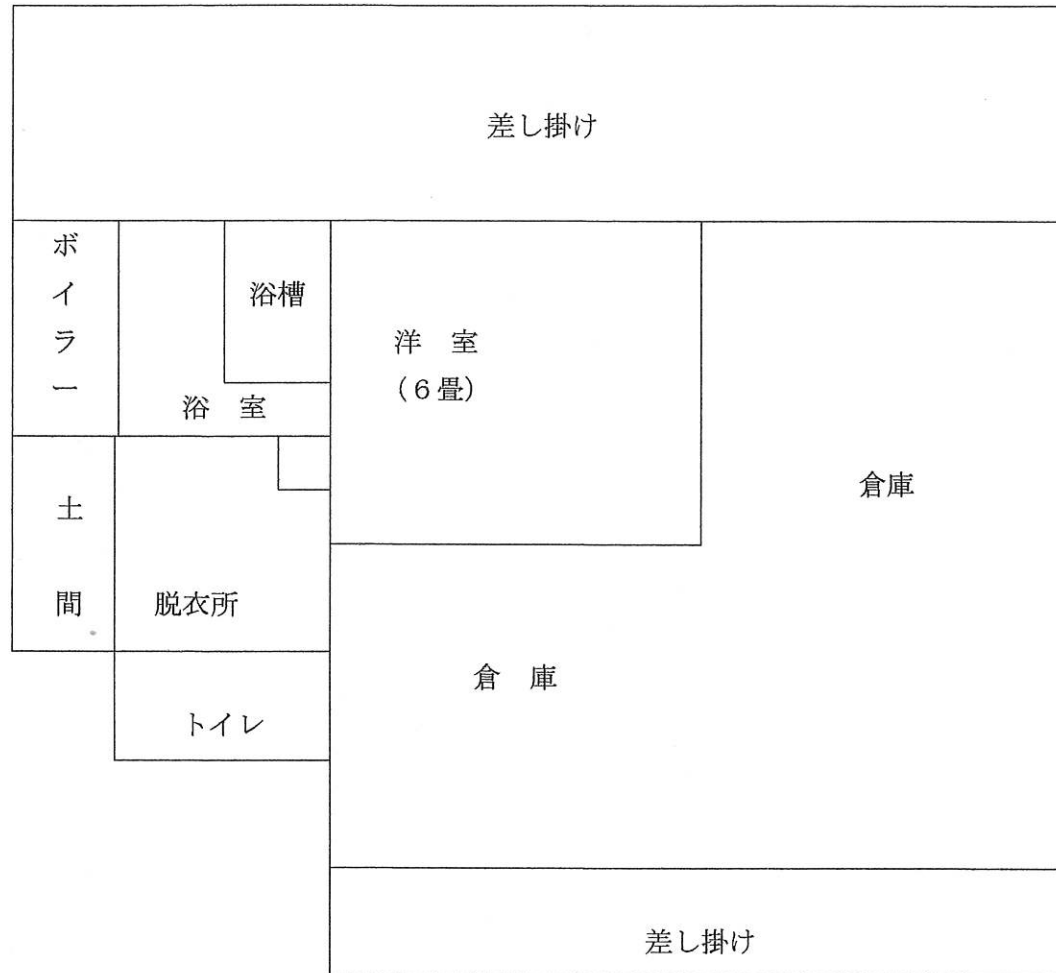 差し掛け
ボイラー
浴槽
浴　室
洋　室
（６畳）
倉庫
土　間
脱衣所
倉　庫
トイレ
差し掛け